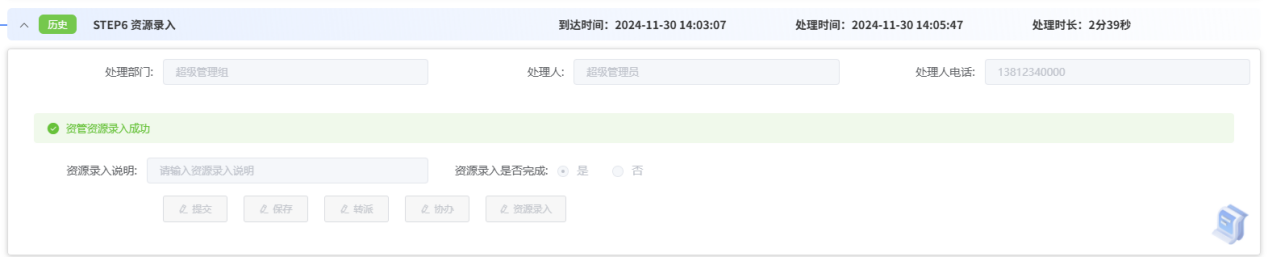 历史 STEP6 资源录入 到达时间：2024-11-30 14:03:07 处理时间：2024-11-30 14:05:47 处理时长：2分39秒
处理部门: 超级管理组 处理人: 超级管理员 处理人电话: 13812340000
资管资源录入成功
资源录入说明: 请输入资源录入说明 资源录入是否完成: 是 否
提交 保存 转派 协办 资源录入